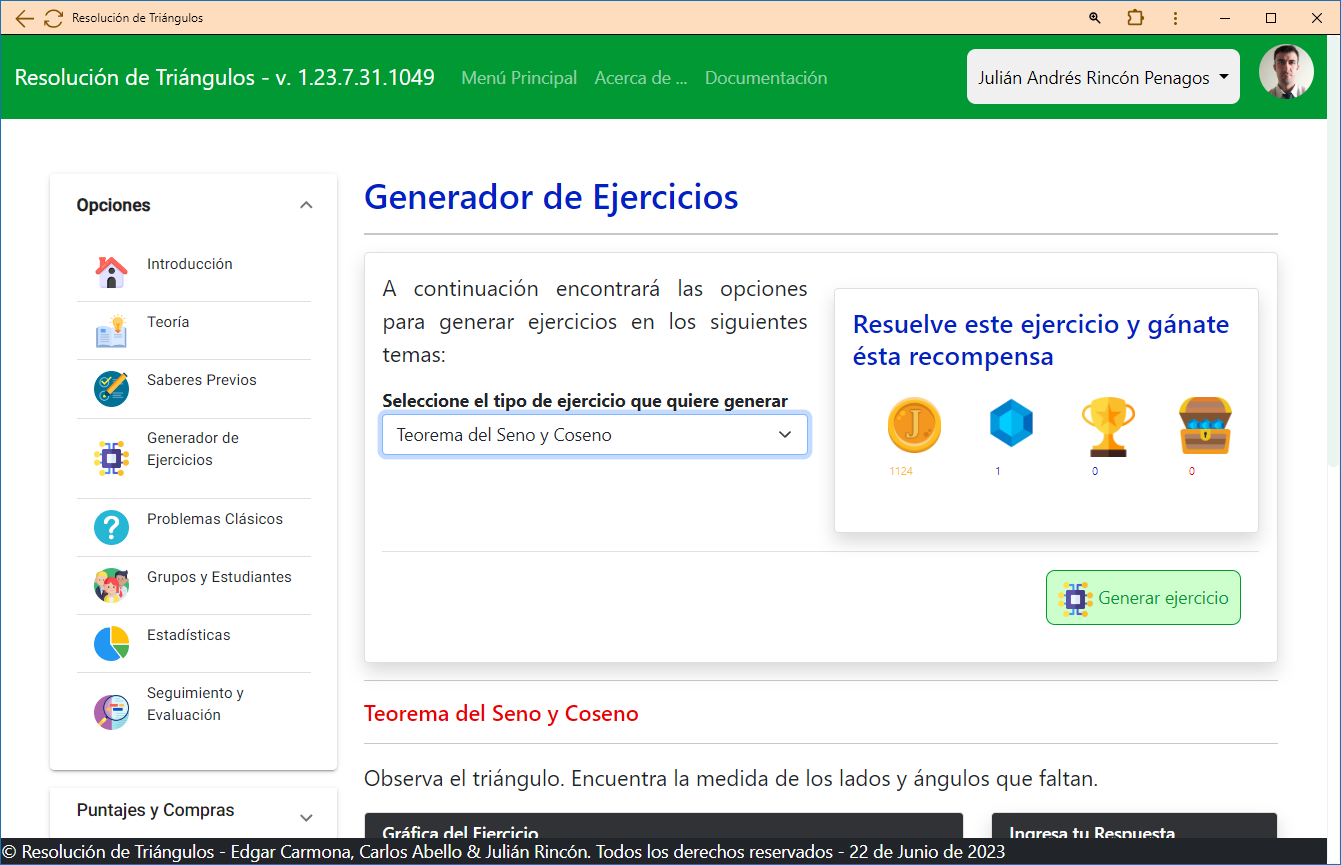 Resolución de Triángulos
Resolución de Triángulos - v. 1.23.7.31.1049
Menú Principal
Acerca de ...
Documentación
Julián Andrés Rincón Penagos
Opciones
Introducción
Teoría
Saberes Previos
Generador de
Ejercicios
Problemas Clásicos
Grupos y Estudiantes
Estadísticas
Seguimiento y
Evaluación
Puntajes y Compras
Generador de Ejercicios
A continuación encontrará las opciones
para generar ejercicios en los siguientes
temas:
Seleccione el tipo de ejercicio que quiere generar
Teorema del Seno y Coseno
Resuelve este ejercicio y gánate
ésta recompensa
J
1124
1
0
0
Generar ejercicio
Teorema del Seno y Coseno
Observa el triángulo. Encuentra la medida de los lados y ángulos que faltan.
Gráfica del Ejercicio
Ingresa tu Respuesta
© Resolución de Triángulos - Edgar Carmona, Carlos Abello & Julián Rincón. Todos los derechos reservados - 22 de Junio de 2023